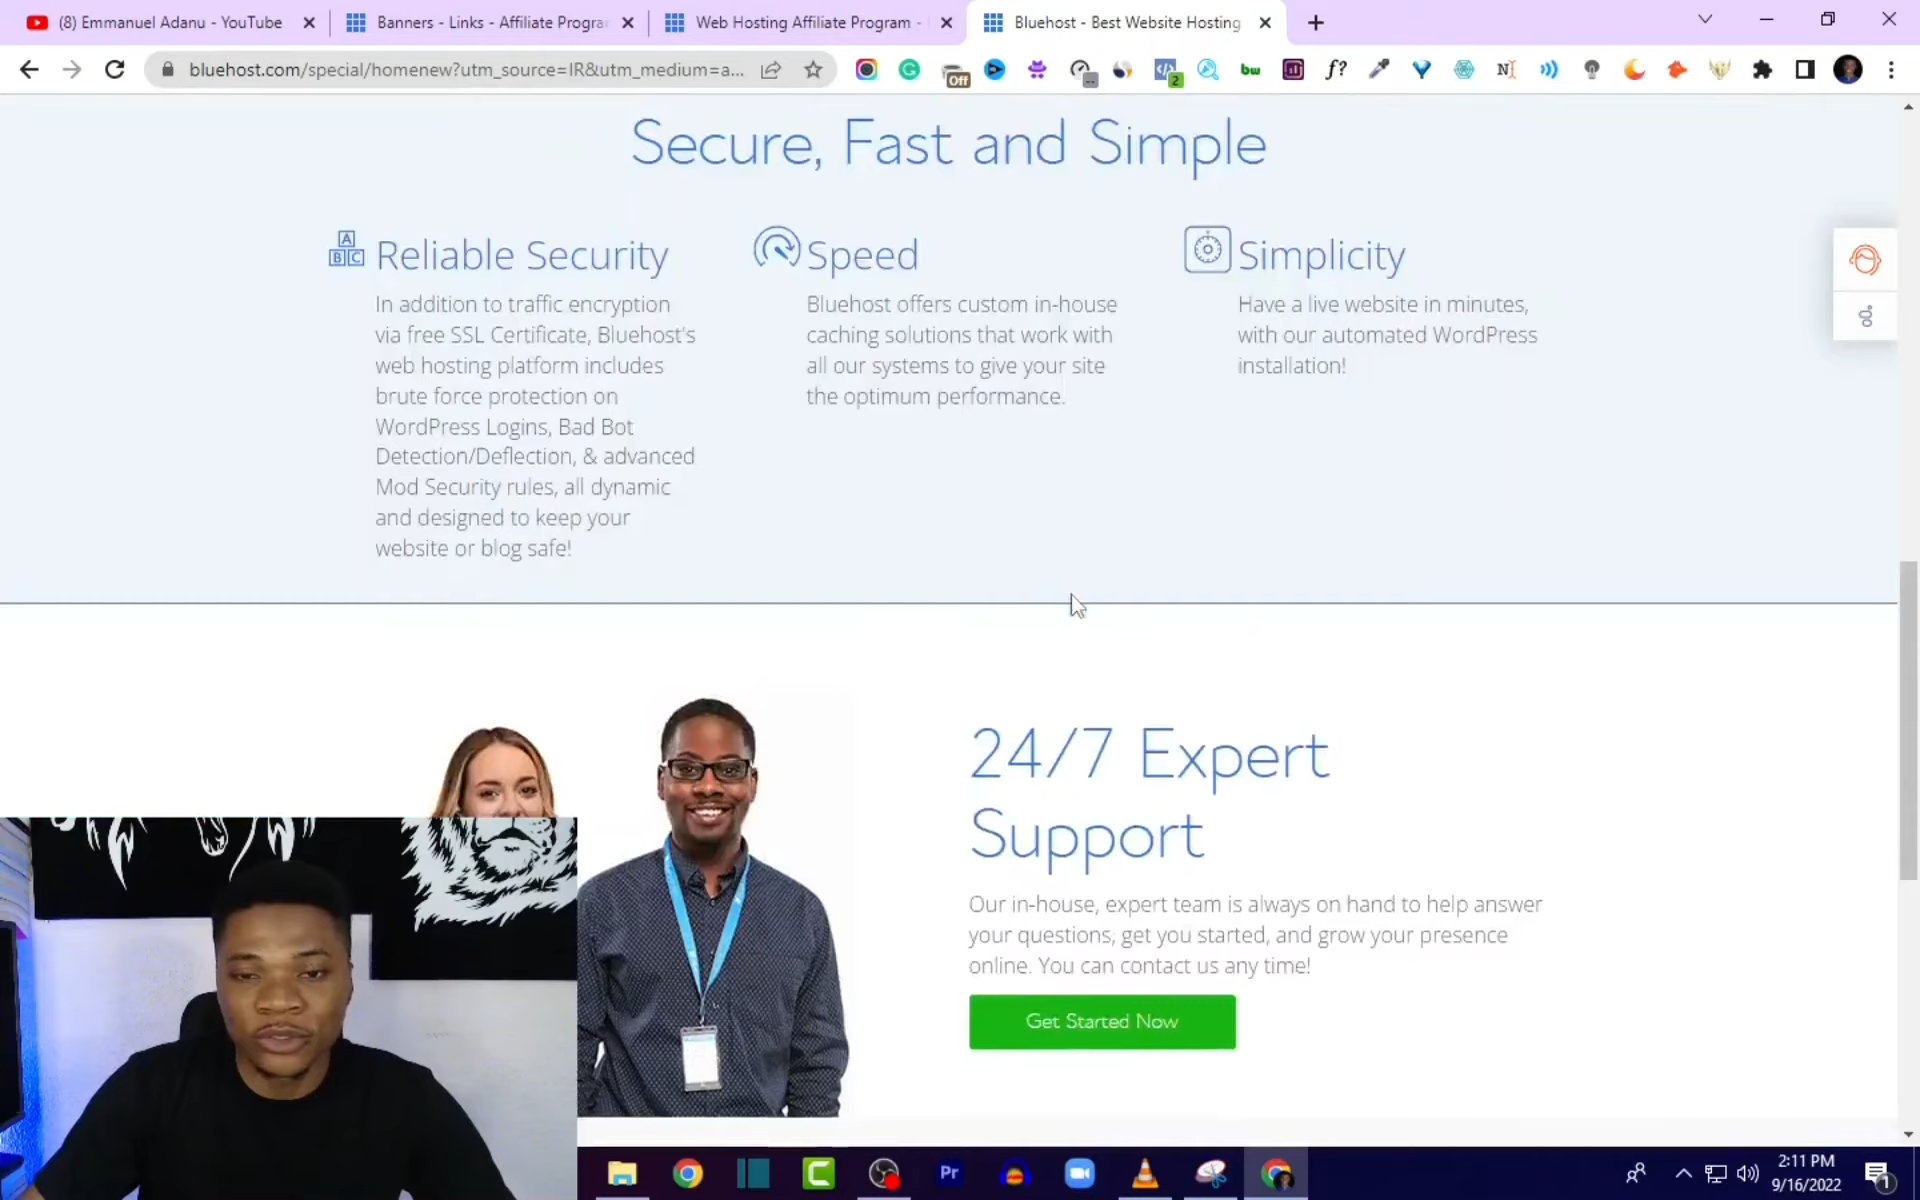 (8) Emmanuel Adanu - YouTube
Banners - Links - Affiliate Progra
Web Hosting Affiliate Program -
Bluehost - Best Website Hosting
bluehost.com/special/homenew?utm_source=IR&utm_medium=a...
Off
2
bw
f?
Secure, Fast and Simple
A
B C
Reliable Security
In addition to traffic encryption
via free SSL Certificate, Bluehost's
web hosting platform includes
brute force protection on
WordPress Logins, Bad Bot
Detection/Deflection, & advanced
Mod Security rules, all dynamic
and designed to keep your
website or blog safe!
Speed
Bluehost offers custom in-house
caching solutions that work with
all our systems to give your site
the optimum performance.
Simplicity
Have a live website in minutes,
with our automated WordPress
installation!
24/7 Expert
Support
Our in-house, expert team is always on hand to help answer
your questions, get you started, and grow your presence
online. You can contact us any time!
Get Started Now
Pr
2:11 PM
9/16/2022
1